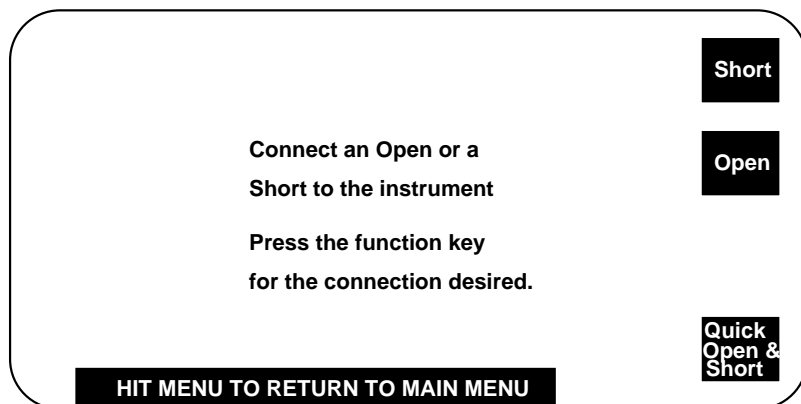 Short
Connect an Open or a
Open
Short to the instrument
Press the function key
for the connection desired.
Quick
Open &
Short
HIT MENU TO RETURN TO MAIN MENU